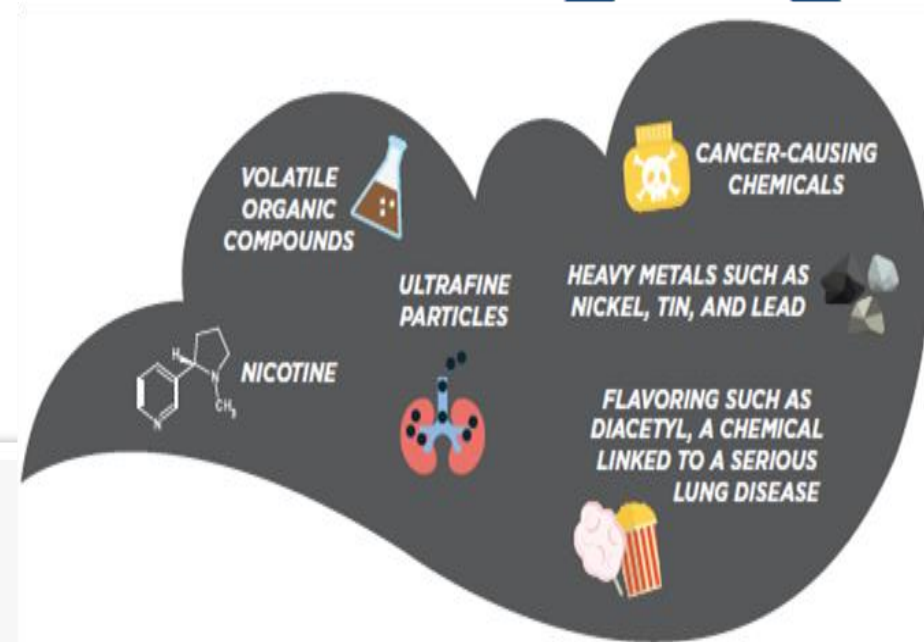 VOLATILE
ORGANIC
COMPOUNDS
CANCER-CAUSING
CHEMICALS
ULTRAFINE
PARTICLES
HEAVY METALS SUCH AS
NICKEL, TIN, AND LEAD
H
N
CH3
N
NICOTINE
FLAVORING SUCH AS
DIACETYL, A CHEMICAL
LINKED TO A SERIOUS
LUNG DISEASE